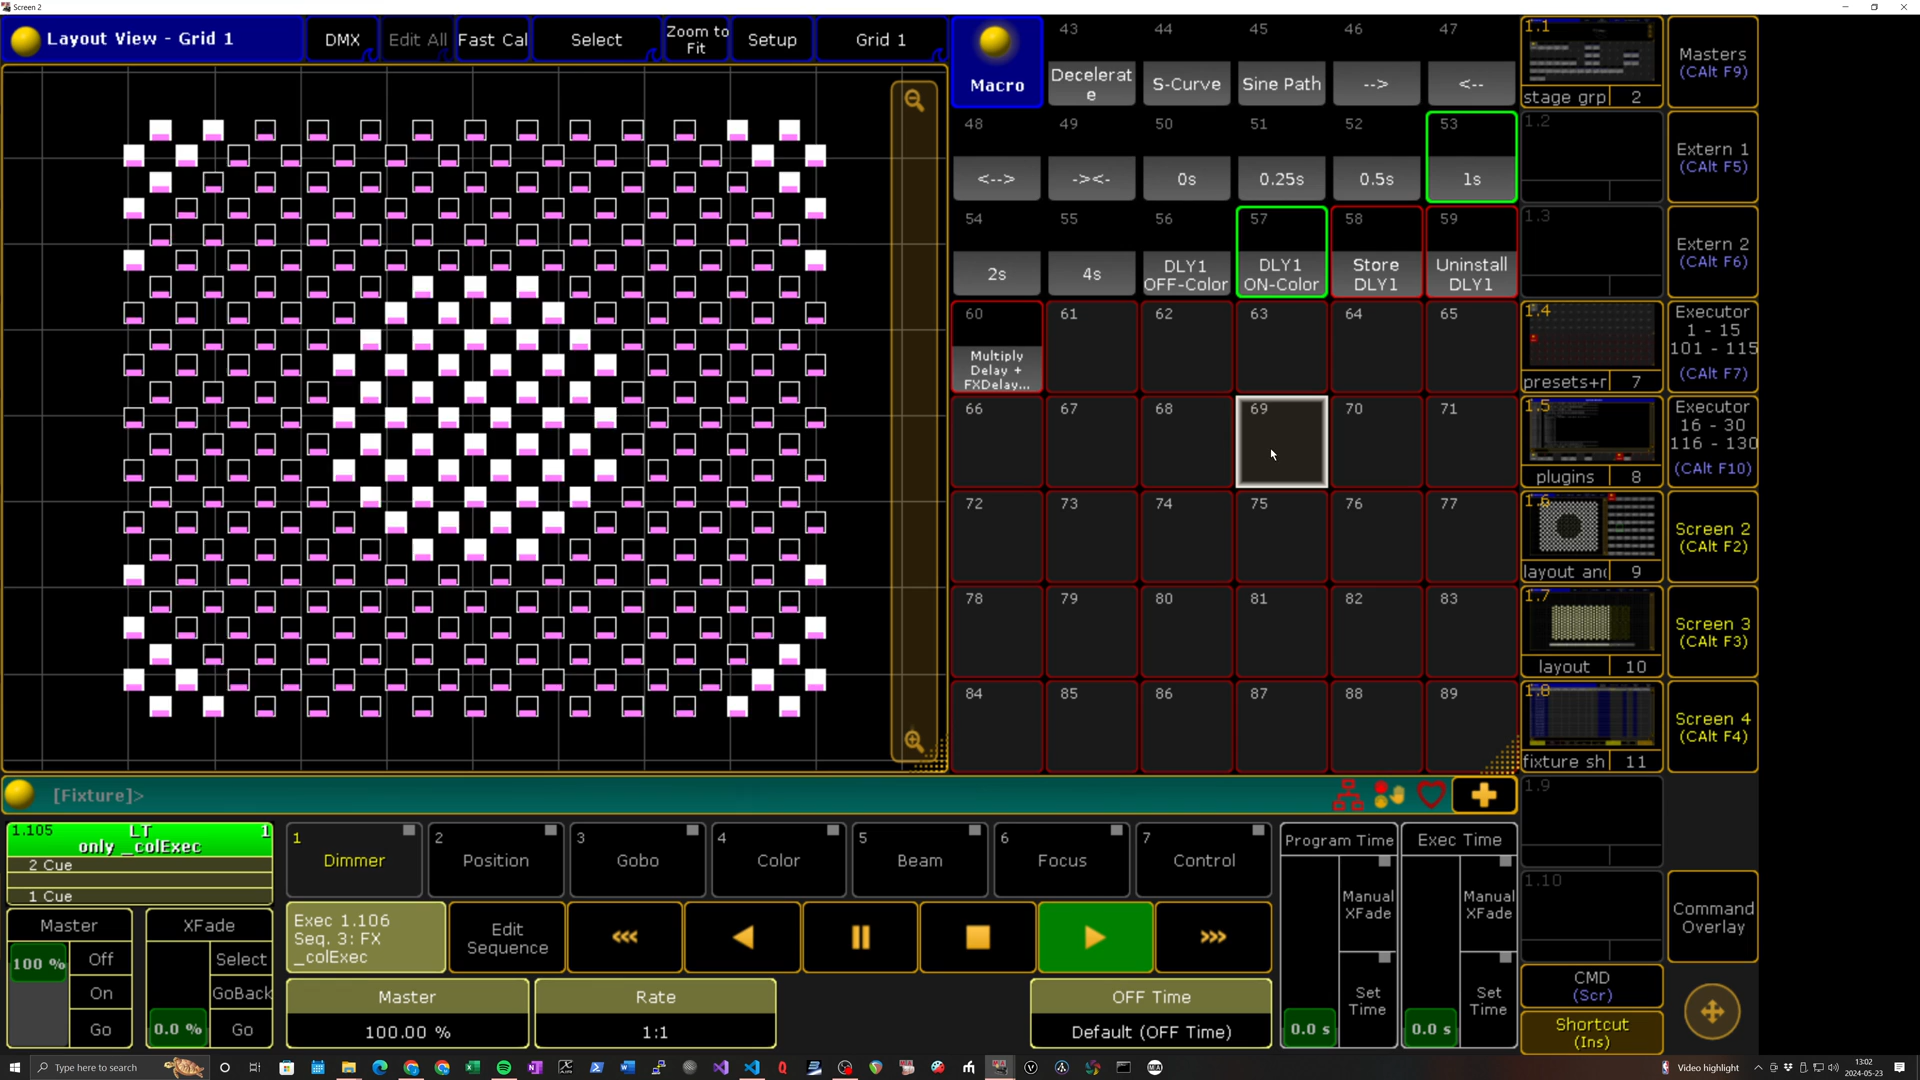 Screen 2
Layout View - Grid 1
DMX
Edit All
Fast Cal
Select
Zoom to
Fit
Setup
Grid 1
Macro
43
Decelerat
e
44
S-Curve
45
Sine Path
46
-->
47
<--
48
<-->
49
-><-
50
0s
51
0.25s
52
0.5s
53
1s
54
2s
55
4s
56
DLY1
OFF-Color
57
DLY1
ON-Color
58
Store
DLY1
59
Uninstall
DLY1
60
Multiply
Delay +
FXDelay...
61
62
63
64
65
66
67
68
69
70
71
72
73
74
75
76
77
78
79
80
81
82
83
84
85
86
87
88
89
1.1
stage grp
2
1.2
1.3
1.4
presets+r
7
1.5
plugins
8
1.6
layout and
9
1.7
layout
10
1.8
fixture sh
11
1.9
1.10
Masters
(CAlt F9)
Extern 1
(CAlt F5)
Extern 2
(CAlt F6)
Executor
1 - 15
101 - 115
(CAlt F7)
Executor
16 - 30
116 - 130
(CAlt F10)
Screen 2
(CAlt F2)
Screen 3
(CAlt F3)
Screen 4
(CAlt F4)
Command
Overlay
CMD
(Scr)
Shortcut
(Ins)
[Fixture]>
1.105
LT
1
only _colExec
2 Cue
1 Cue
Master
100 %
Off
On
Go
XFade
0.0 %
Select
GoBack
Go
1
Dimmer
2
Position
3
Gobo
4
Color
5
Beam
6
Focus
7
Control
Exec 1.106
Seq. 3: FX
_colExec
Edit
Sequence
Master
100.00 %
Rate
1:1
OFF Time
Default (OFF Time)
Program Time
Manual
XFade
Set
Time
0.0 s
Exec Time
Manual
XFade
Set
Time
0.0 s
Type here to search
Video highlight
13:02
2024-05-23